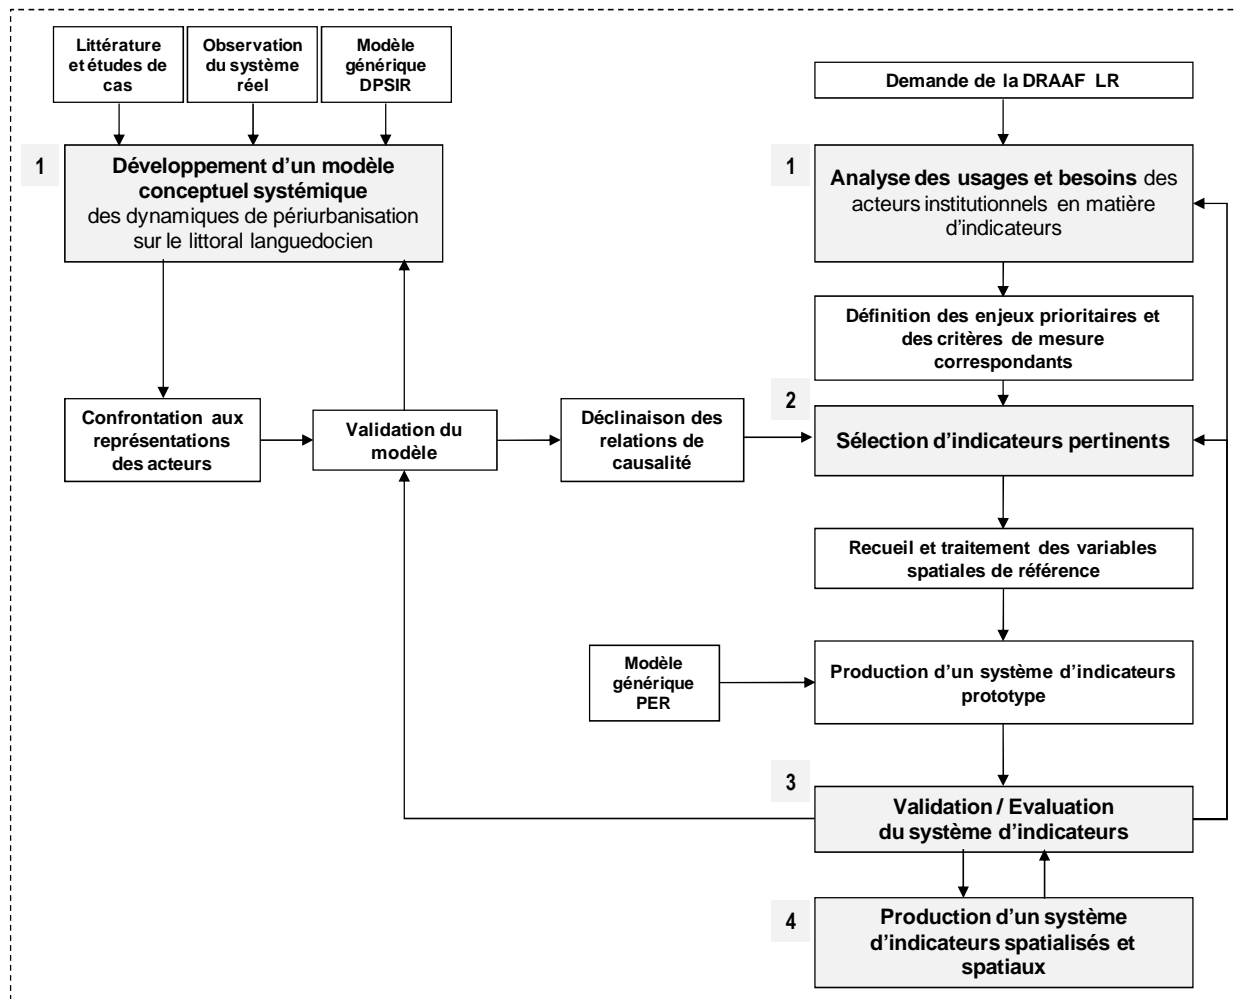 Littérature
et études de
cas
Observation
du système
réel
Modèle
générique
DPSIR
1
Développement d'un modèle
conceptuel systémique
des dynamiques de périurbanisation
sur le littoral languedocien
Confrontation aux
représentations
des acteurs
Validation du
modèle
Déclinaison des
relations de
causalité
Demande de la DRAAF LR
1
Analyse des usages et besoins des
acteurs institutionnels en matière
d'indicateurs
Définition des enjeux prioritaires et
des critères de mesure
correspondants
2
Sélection d'indicateurs pertinents
Recueil et traitement des variables
spatiales de référence
Modèle
générique
PER
Production d'un système d'indicateurs
prototype
3
Validation / Evaluation
du système d'indicateurs
4
Production d'un système
d'indicateurs spatialisés et
spatiaux